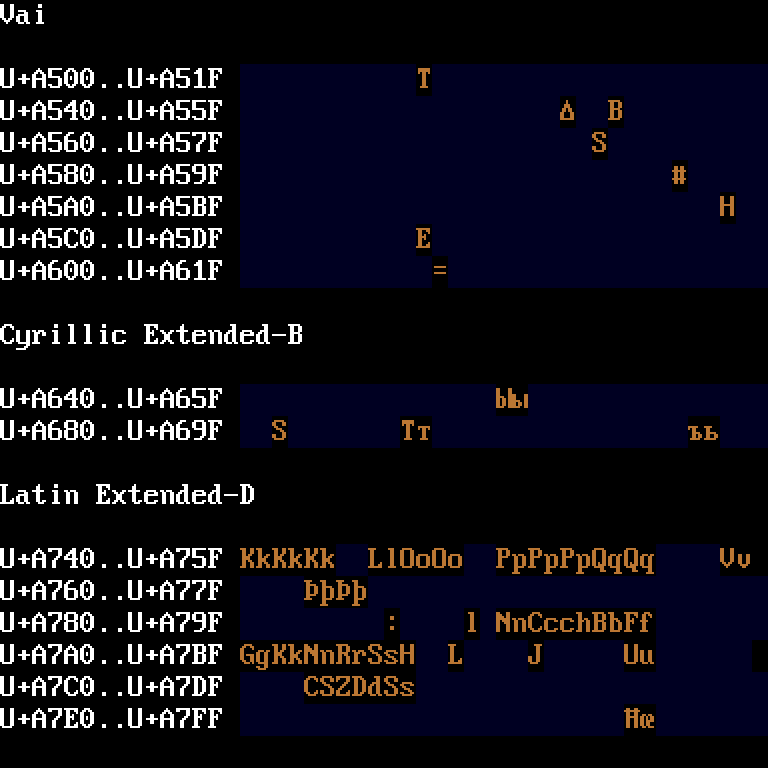 Vai
U+A500..U+A51F T
U+A540..U+A55F Δ B
U+A560..U+A57F S
U+A580..U+A59F #
U+A5A0..U+A5BF H
U+A5C0..U+A5DF E
U+A600..U+A61F =
Cyrillic Extended-B
U+A640..U+A65F Ꙑꙑ
U+A680..U+A69F S Tт ъь
Latin Extended-D
U+A740..U+A75F KkKkKk LlOoOo PpPpPpQqQq Vv
U+A760..U+A77F ÞþÞþ
U+A780..U+A79F : l NnCcchBbFf
U+A7A0..U+A7BF GgKkNnRrSsH L J Uu
U+A7C0..U+A7DF CSZDdSs
U+A7E0..U+A7FF Ħœ